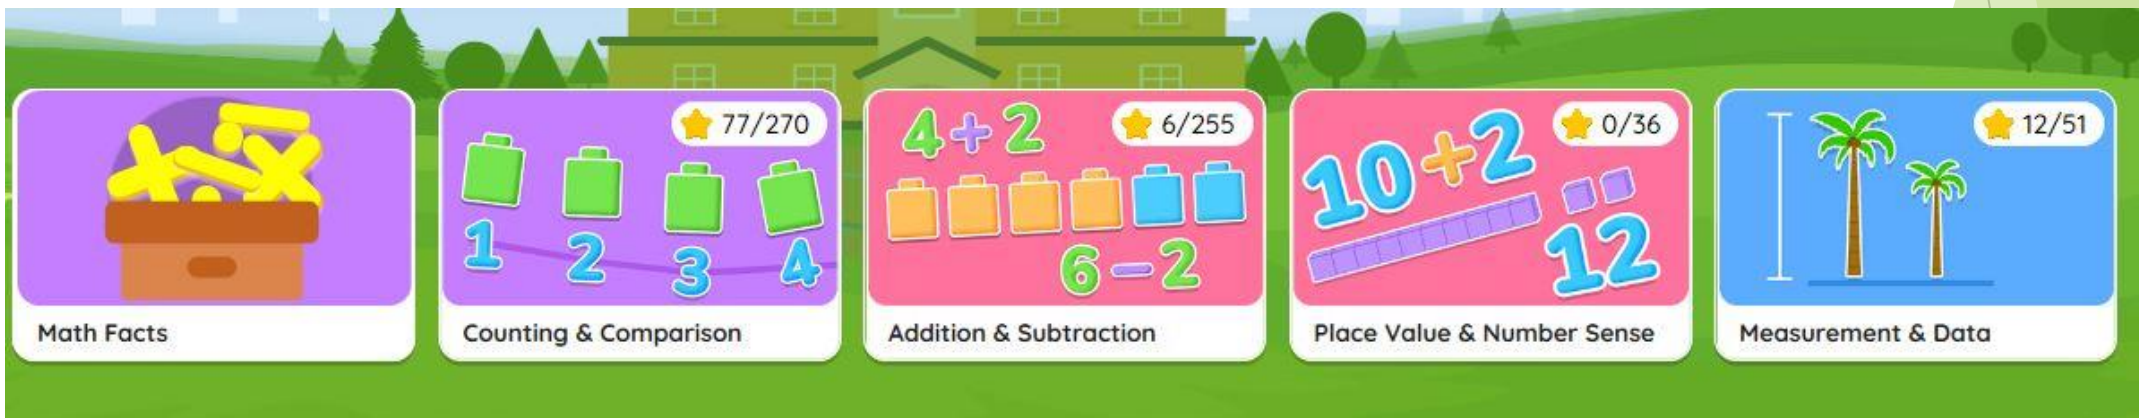 Math Facts
77/270
1 2 3 4
Counting & Comparison
4+2
6/255
6-2
Addition & Subtraction
10+2
0/36
12
Place Value & Number Sense
12/51
Measurement & Data